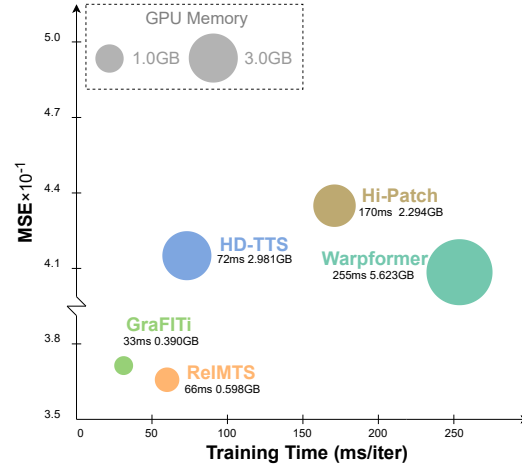 GPU Memory
1.0GB
3.0GB
5.0
4.7
4.4
4.1
3.8
3.5
MSE×10⁻¹
Hi-Patch
170ms 2.294GB
HD-TTS
72ms 2.981GB
Warpformer
255ms 5.623GB
GraFITi
33ms 0.390GB
ReIMTS
66ms 0.598GB
0 50 100 150 200 250
Training Time (ms/iter)